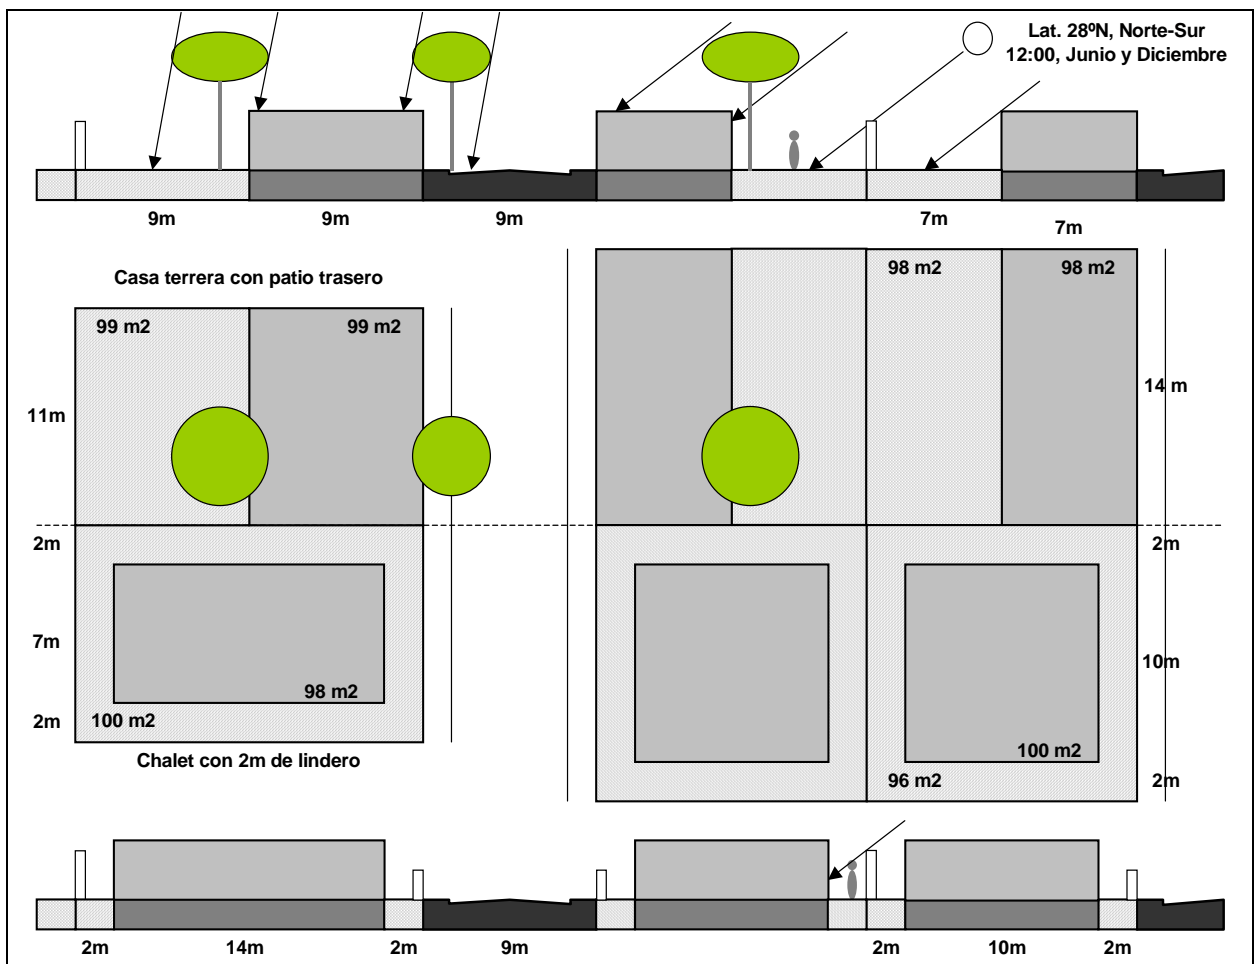 Lat. 28ºN, Norte-Sur
12:00, Junio y Diciembre
9m
9m
9m
7m
7m
Casa terrera con patio trasero
99 m2
99 m2
11m
98 m2
98 m2
14 m
2m
7m
98 m2
2m
100 m2
Chalet con 2m de lindero
2m
10m
100 m2
96 m2
2m
2m
14m
2m
9m
2m
10m
2m